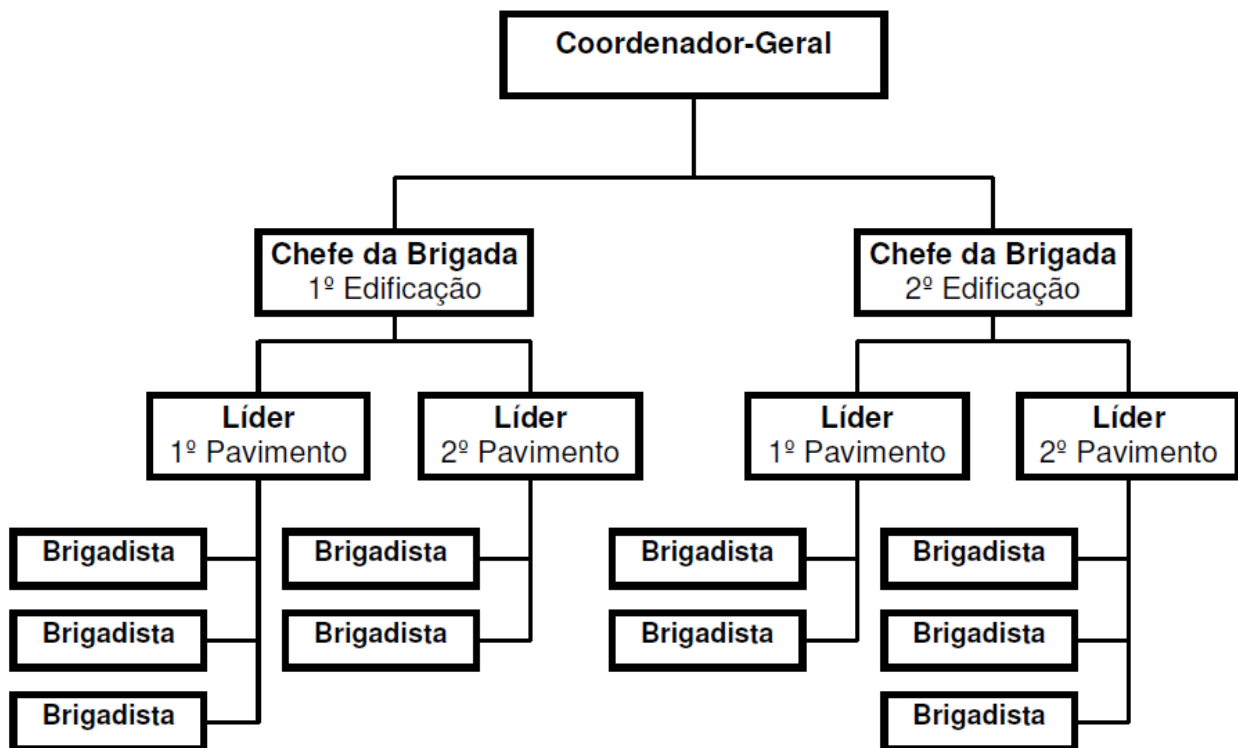 Coordenador-Geral
Chefe da Brigada
1º Edificação
Chefe da Brigada
2º Edificação
Líder
1º Pavimento
Líder
2º Pavimento
Líder
1º Pavimento
Líder
2º Pavimento
Brigadista
Brigadista
Brigadista
Brigadista
Brigadista
Brigadista
Brigadista
Brigadista
Brigadista
Brigadista